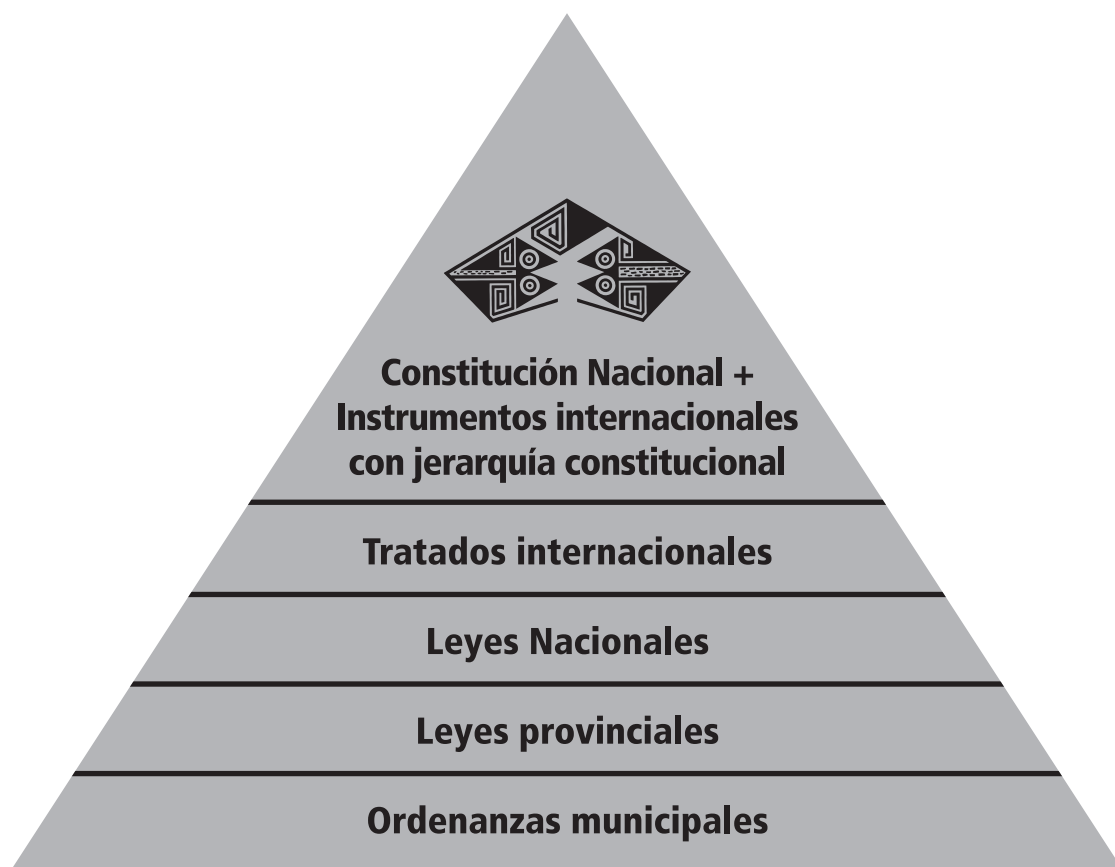 Constitución Nacional +
Instrumentos internacionales
con jerarquía constitucional
Tratados internacionales
Leyes Nacionales
Leyes provinciales
Ordenanzas municipales